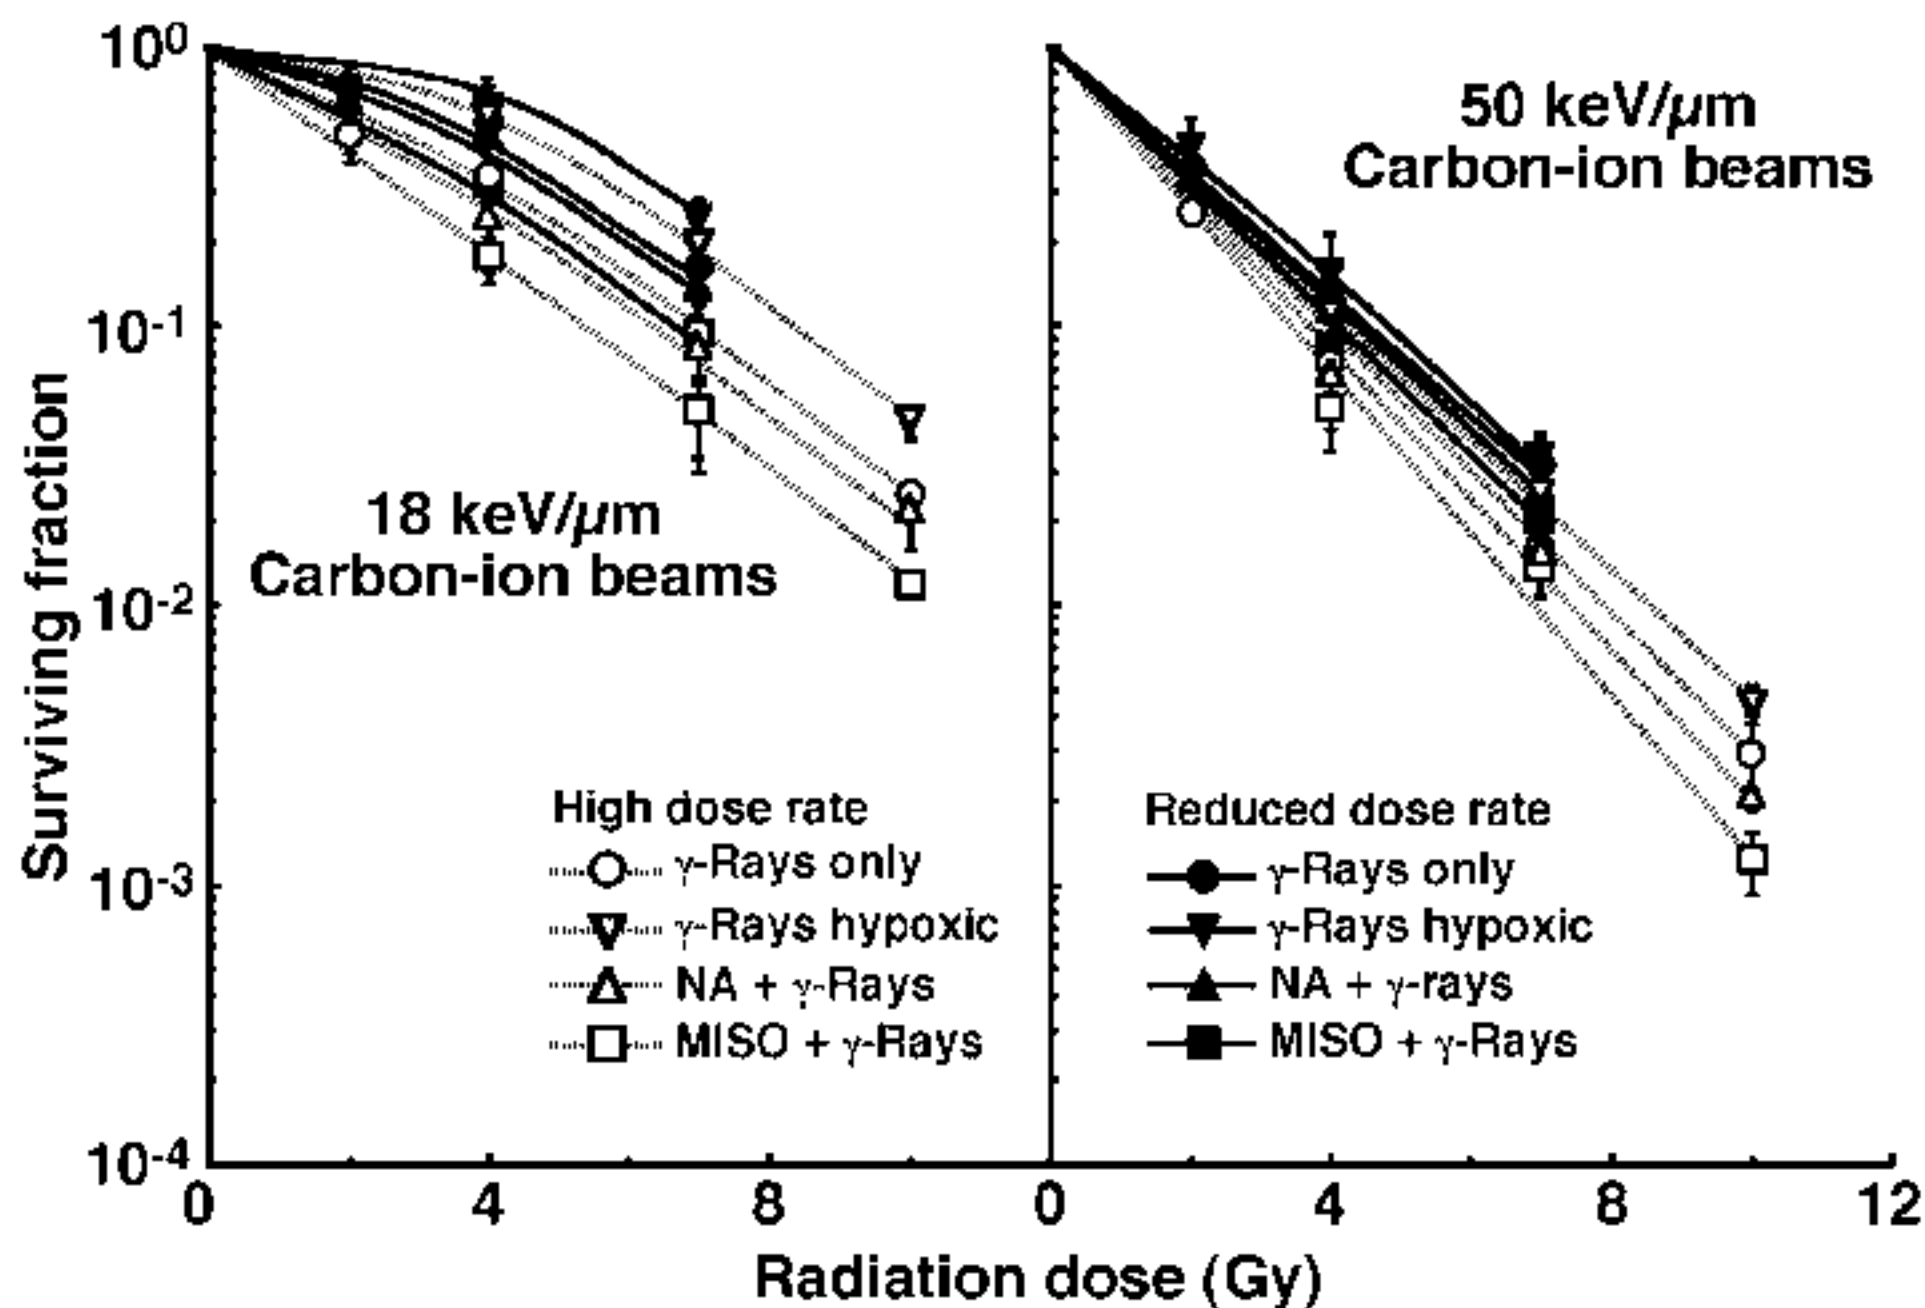 Surviving fraction
10⁰
10⁻¹
10⁻²
10⁻³
10⁻⁴
18 keV/μm
Carbon-ion beams
50 keV/μm
Carbon-ion beams
High dose rate
γ-Rays only
γ-Rays hypoxic
NA + γ-Rays
MISO + γ-Rays
Reduced dose rate
γ-Rays only
γ-Rays hypoxic
NA + γ-rays
MISO + γ-Rays
0 4 8 0 4 8 12
Radiation dose (Gy)